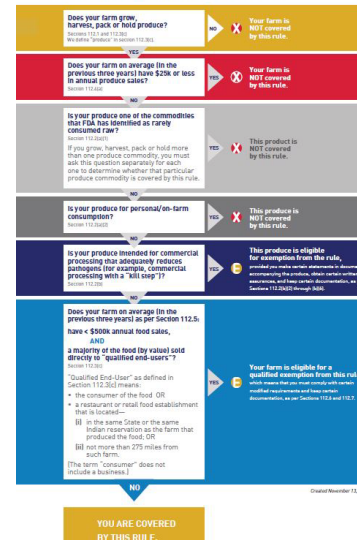 Does your farm grow,
harvest, pack or hold produce?
Sections 112.1 and 112.3(c)
We define "produce" in section 112.3(c).
NO
Your farm is
NOT covered
by this rule.
YES
Does your farm on average (in the
previous three years) have $25k or less
in annual produce sales?
Section 112.4(a)
YES
Your farm is
NOT covered
by this rule.
NO
Is your produce one of the commodities
that FDA has identified as rarely
consumed raw?
Section 112.2(a)(1)
If you grow, harvest, pack or hold more
than one produce commodity, you must
ask this question separately for each
one to determine whether that particular
produce commodity is covered by this rule.
YES
This product is
NOT covered
by this rule.
NO
Is your produce for personal/on-farm
consumption?
Section 112.2(a)(2)
YES
This produce is
NOT covered
by this rule.
NO
Is your produce intended for commercial
processing that adequately reduces
pathogens (for example, commercial
processing with a "kill step")?
Section 112.2(b)
YES
E
This produce is eligible
for exemption from the rule,
provided you make certain statements in
accompanying the produce, obtain certain
assurances, and keep certain documentation, as
Sections 112.2(b)(2) through (b)(6).
NO
Does your farm on average (in the
previous three years) as per Section 112.5:
have < $500k annual food sales,
AND
a majority of the food (by value) sold
directly to "qualified end-users"?
Section 112.3(c)
"Qualified End-User" as defined in
Section 112.3(c) means:
• the consumer of the food OR
• a restaurant or retail food establishment
that is located—
(i) in the same State or the same
Indian reservation as the farm that
produced the food; OR
(ii) not more than 275 miles from
such farm.
(The term "consumer" does not
include a business.)
YES
E
Your farm is eligible for a
qualified exemption from this
which means that you must comply with certain
modified requirements and keep certain
documentation, as per Sections 112.6 and 112.7.
NO
Created November 13,
YOU ARE COVERED
BY THIS RULE.